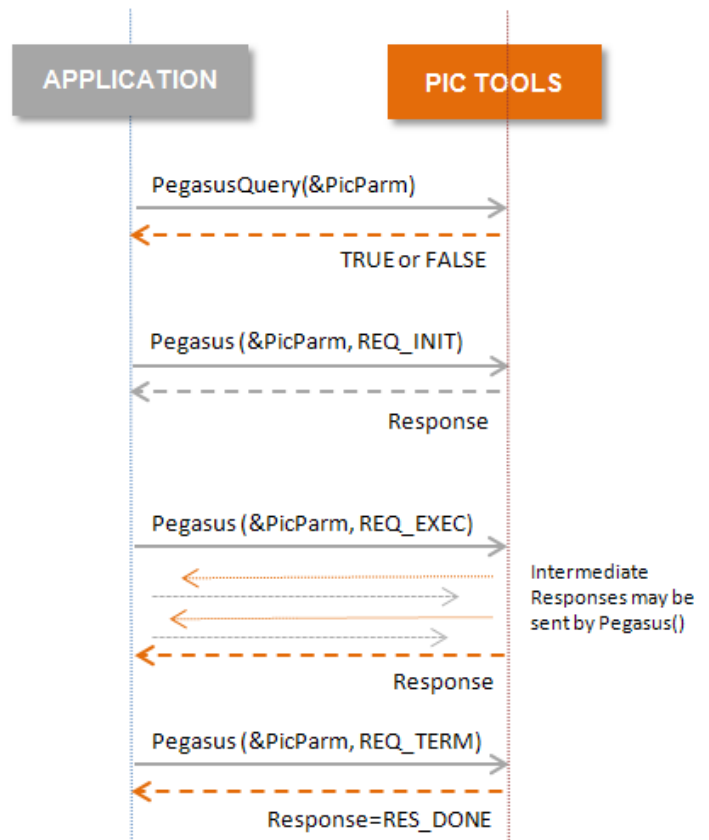 APPLICATION
PIC TOOLS
PegasusQuery(&PicParm)
TRUE or FALSE
Pegasus (&PicParm, REQ_INIT)
Response
Pegasus (&PicParm, REQ_EXEC)
Intermediate
Responses may be
sent by Pegasus()
Response
Pegasus (&PicParm, REQ_TERM)
Response=RES_DONE